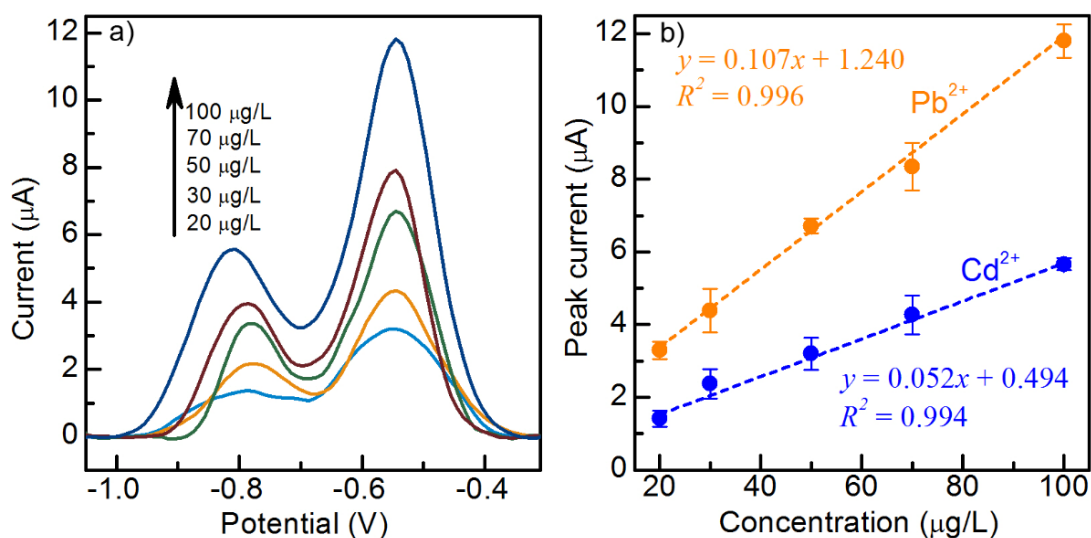 a)
12
10
8
6
4
2
0
Current (μA)
100 μg/L
70 μg/L
50 μg/L
30 μg/L
20 μg/L
-1.0
-0.8
-0.6
-0.4
Potential (V)
b)
12
10
8
6
4
2
0
Peak current (μA)
y = 0.107x + 1.240
R² = 0.996
Pb²⁺
Cd²⁺
y = 0.052x + 0.494
R² = 0.994
20
40
60
80
100
Concentration (μg/L)